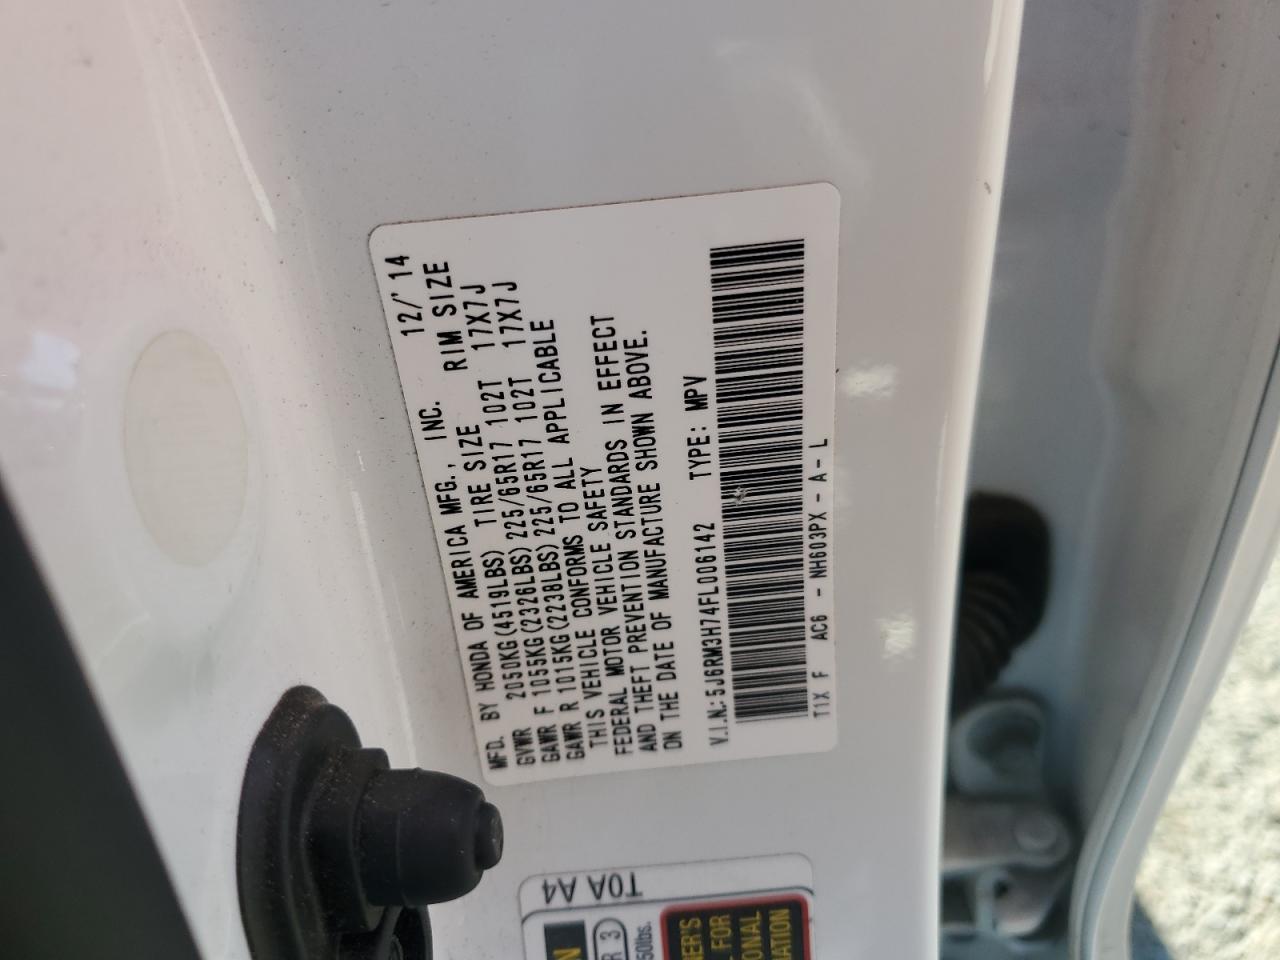 MFD. BY HONDA OF AMERICA MFG., INC. 12/'14
GVWR 2050KG(4519LBS) TIRE SIZE RIM SIZE
GAWR F 1055KG(2326LBS) 225/65R17 102T 17X7J
GAWR R 1015KG(2238LBS) 225/65R17 102T 17X7J
THIS VEHICLE CONFORMS TO ALL APPLICABLE
FEDERAL MOTOR VEHICLE SAFETY
AND THEFT PREVENTION STANDARDS IN EFFECT
ON THE DATE OF MANUFACTURE SHOWN ABOVE.
V.I.N.: 5J6RM3H74FL006142 TYPE: MPV
T1X F AC6 - NH603PX - A - L
T0A A4
R 3
50lbs.